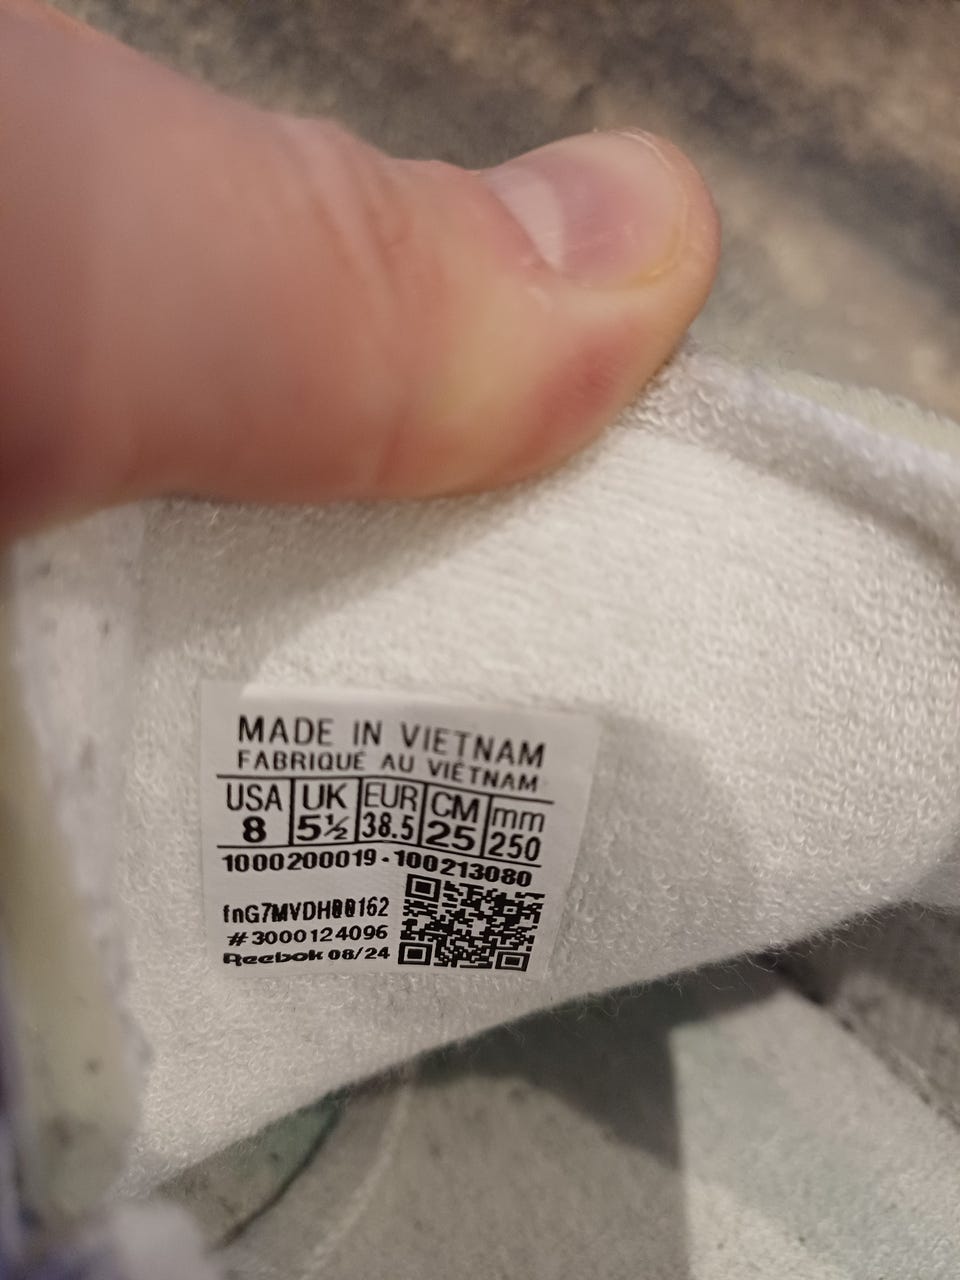 MADE IN VIETNAM
FABRIQUÉ AU VIÉTNAM
USA UK EUR CM mm
8 5½ 38.5 25 250
1000200019-100213080
fnG7MVDH00162
#3000124096
Reebok 08/24